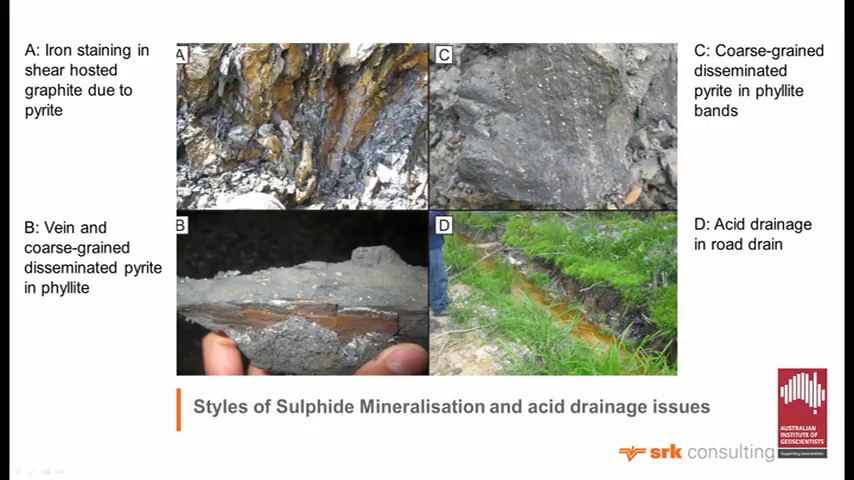 A: Iron staining in
shear hosted
graphite due to
pyrite
A
C
C: Coarse-grained
disseminated
pyrite in phyllite
bands
B: Vein and
coarse-grained
disseminated pyrite
in phyllite
B
D
D: Acid drainage
in road drain
Styles of Sulphide Mineralisation and acid drainage issues
AUSTRALIAN
INSTITUTE OF
GEOSCIENTISTS
srk consulting